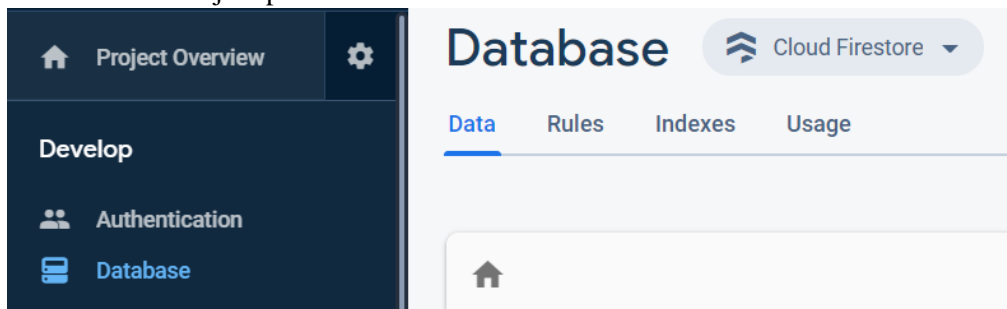 Project Overview
Develop
Authentication
Database
Database
Cloud Firestore
Data Rules Indexes Usage